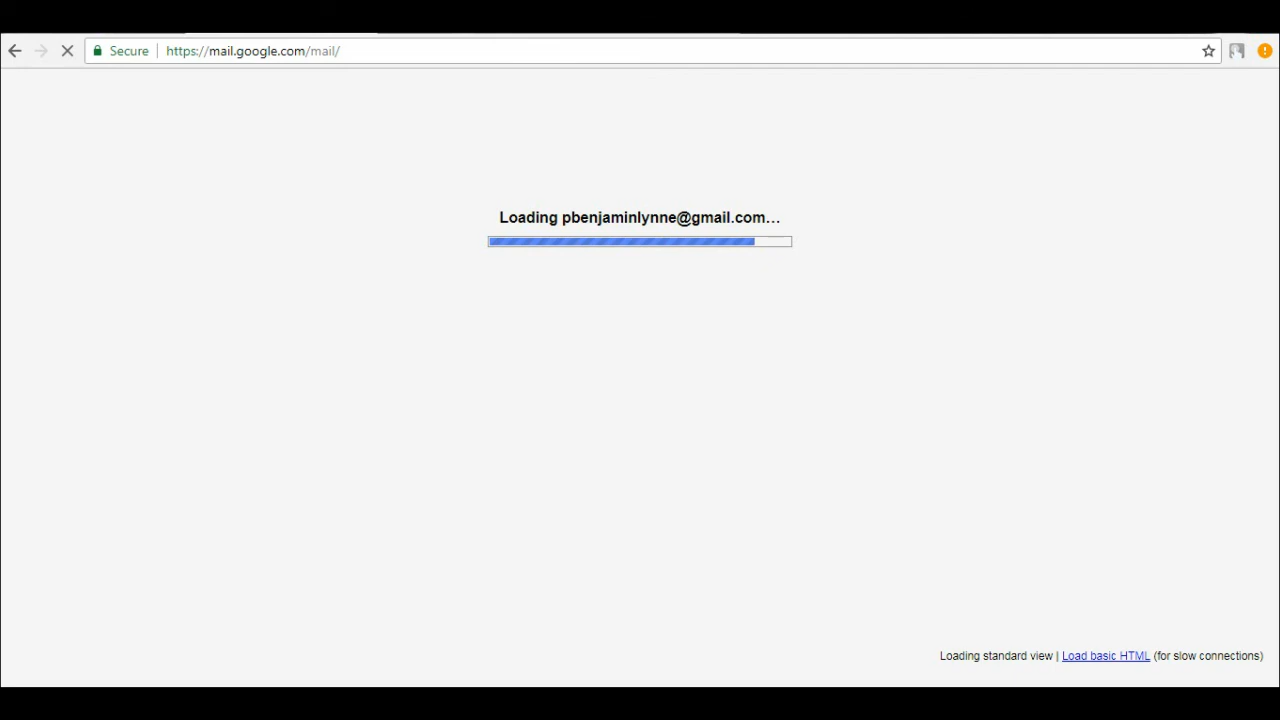 Secure https://mail.google.com/mail/
Loading pbenjaminlynne@gmail.com...
Loading standard view | Load basic HTML (for slow connections)